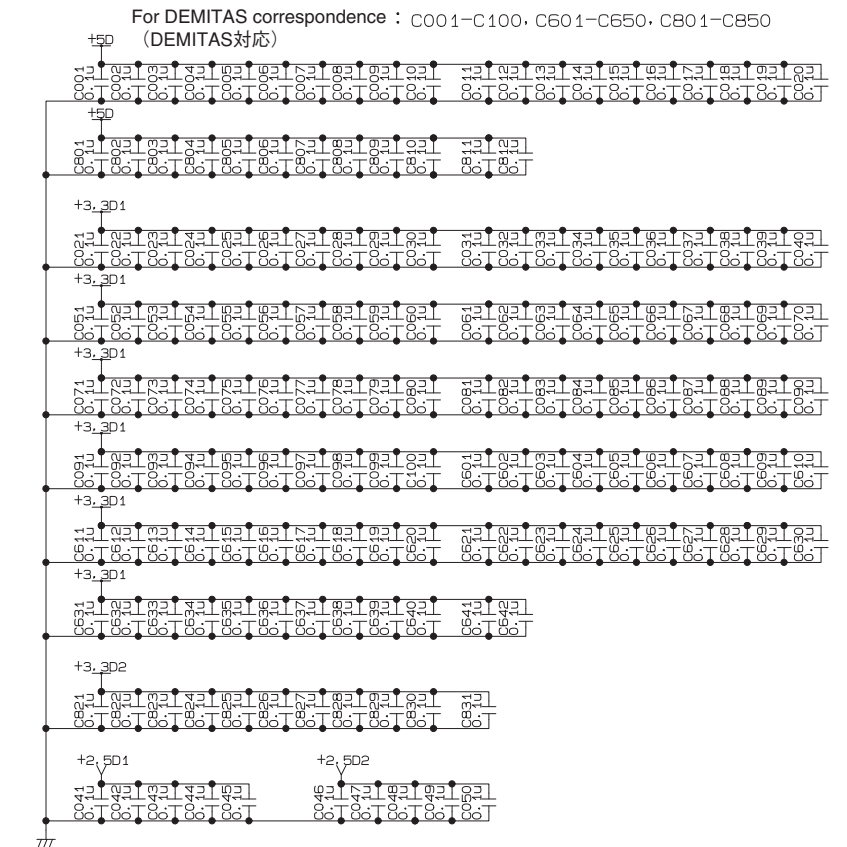 For DEMITAS correspondence : C001-C100, C601-C650, C801-C850
（DEMITAS対応）
+5D
C001 0.1u C002 0.1u C003 0.1u C004 0.1u C005 0.1u C006 0.1u C007 0.1u C008 0.1u C009 0.1u C010 0.1u C011 0.1u C012 0.1u C013 0.1u C014 0.1u C015 0.1u C016 0.1u C017 0.1u C018 0.1u C019 0.1u C020 0.1u
+5D
C801 0.1u C802 0.1u C803 0.1u C804 0.1u C805 0.1u C806 0.1u C807 0.1u C808 0.1u C809 0.1u C810 0.1u C811 0.1u C812 0.1u
+3.3D1
C021 0.1u C022 0.1u C023 0.1u C024 0.1u C025 0.1u C026 0.1u C027 0.1u C028 0.1u C029 0.1u C030 0.1u C031 0.1u C032 0.1u C033 0.1u C034 0.1u C035 0.1u C036 0.1u C037 0.1u C038 0.1u C039 0.1u C040 0.1u
+3.3D1
C051 0.1u C052 0.1u C053 0.1u C054 0.1u C055 0.1u C056 0.1u C057 0.1u C058 0.1u C059 0.1u C060 0.1u C061 0.1u C062 0.1u C063 0.1u C064 0.1u C065 0.1u C066 0.1u C067 0.1u C068 0.1u C069 0.1u C070 0.1u
+3.3D1
C071 0.1u C072 0.1u C073 0.1u C074 0.1u C075 0.1u C076 0.1u C077 0.1u C078 0.1u C079 0.1u C080 0.1u C081 0.1u C082 0.1u C083 0.1u C084 0.1u C085 0.1u C086 0.1u C087 0.1u C088 0.1u C089 0.1u C090 0.1u
+3.3D1
C091 0.1u C092 0.1u C093 0.1u C094 0.1u C095 0.1u C096 0.1u C097 0.1u C098 0.1u C099 0.1u C100 0.1u C601 0.1u C602 0.1u C603 0.1u C604 0.1u C605 0.1u C606 0.1u C607 0.1u C608 0.1u C609 0.1u C610 0.1u
+3.3D1
C611 0.1u C612 0.1u C613 0.1u C614 0.1u C615 0.1u C616 0.1u C617 0.1u C618 0.1u C619 0.1u C620 0.1u C621 0.1u C622 0.1u C623 0.1u C624 0.1u C625 0.1u C626 0.1u C627 0.1u C628 0.1u C629 0.1u C630 0.1u
+3.3D1
C631 0.1u C632 0.1u C633 0.1u C634 0.1u C635 0.1u C636 0.1u C637 0.1u C638 0.1u C639 0.1u C640 0.1u C641 0.1u C642 0.1u
+3.3D2
C821 0.1u C822 0.1u C823 0.1u C824 0.1u C825 0.1u C826 0.1u C827 0.1u C828 0.1u C829 0.1u C830 0.1u C831 0.1u
+2.5D1 +2.5D2
C041 0.1u C042 0.1u C043 0.1u C044 0.1u C045 0.1u C046 0.1u C047 0.1u C048 0.1u C049 0.1u C050 0.1u